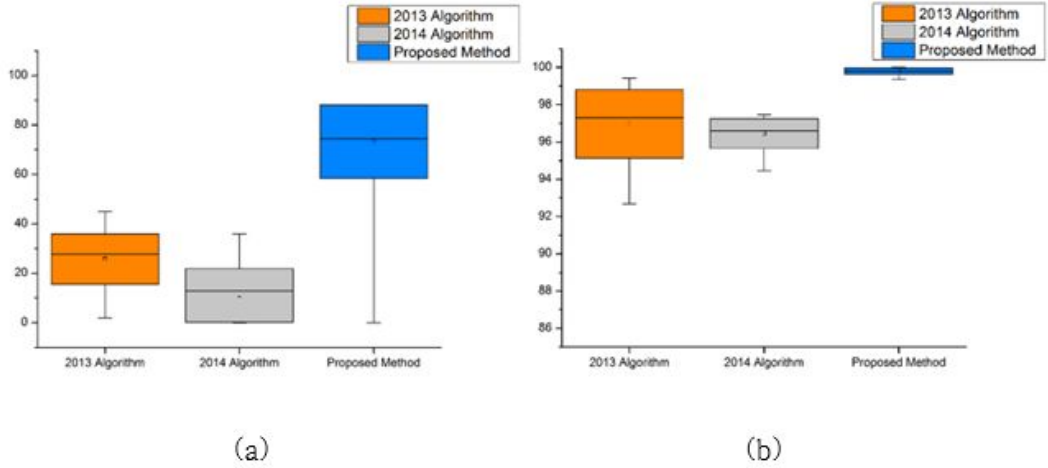 2013 Algorithm
2014 Algorithm
Proposed Method
100
80
60
40
20
0
2013 Algorithm 2014 Algorithm Proposed Method
(a)
2013 Algorithm
2014 Algorithm
Proposed Method
100
98
96
94
92
90
88
86
2013 Algorithm 2014 Algorithm Proposed Method
(b)